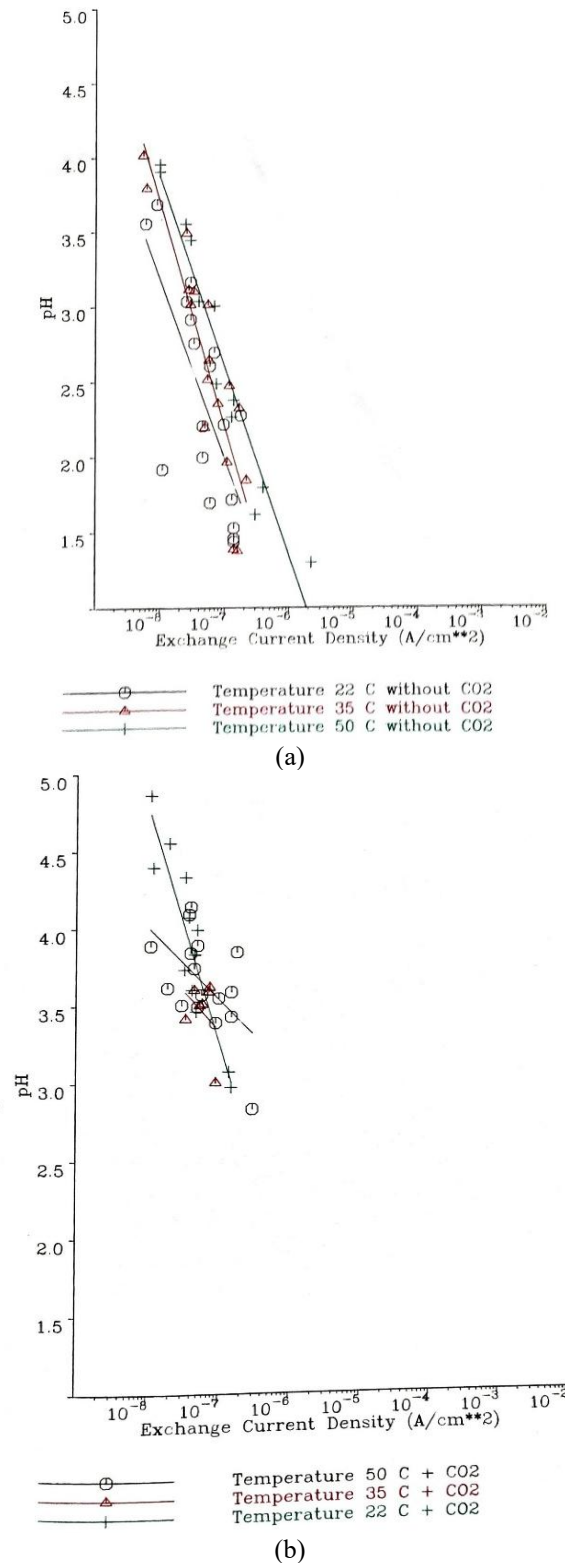 5.0
4.5
4.0
3.5
3.0
2.5
2.0
1.5
pH
10⁻⁸ 10⁻⁷ 10⁻⁶ 10⁻⁵ 10⁻⁴ 10⁻³ 10⁻²
Exchange Current Density (A/cm**2)
Temperature 22 C without CO2
Temperature 35 C without CO2
Temperature 50 C without CO2
(a)
5.0
4.5
4.0
3.5
3.0
2.5
2.0
1.5
pH
10⁻⁸ 10⁻⁷ 10⁻⁶ 10⁻⁵ 10⁻⁴ 10⁻³ 10⁻²
Exchange Current Density (A/cm**2)
Temperature 50 C + CO2
Temperature 35 C + CO2
Temperature 22 C + CO2
(b)